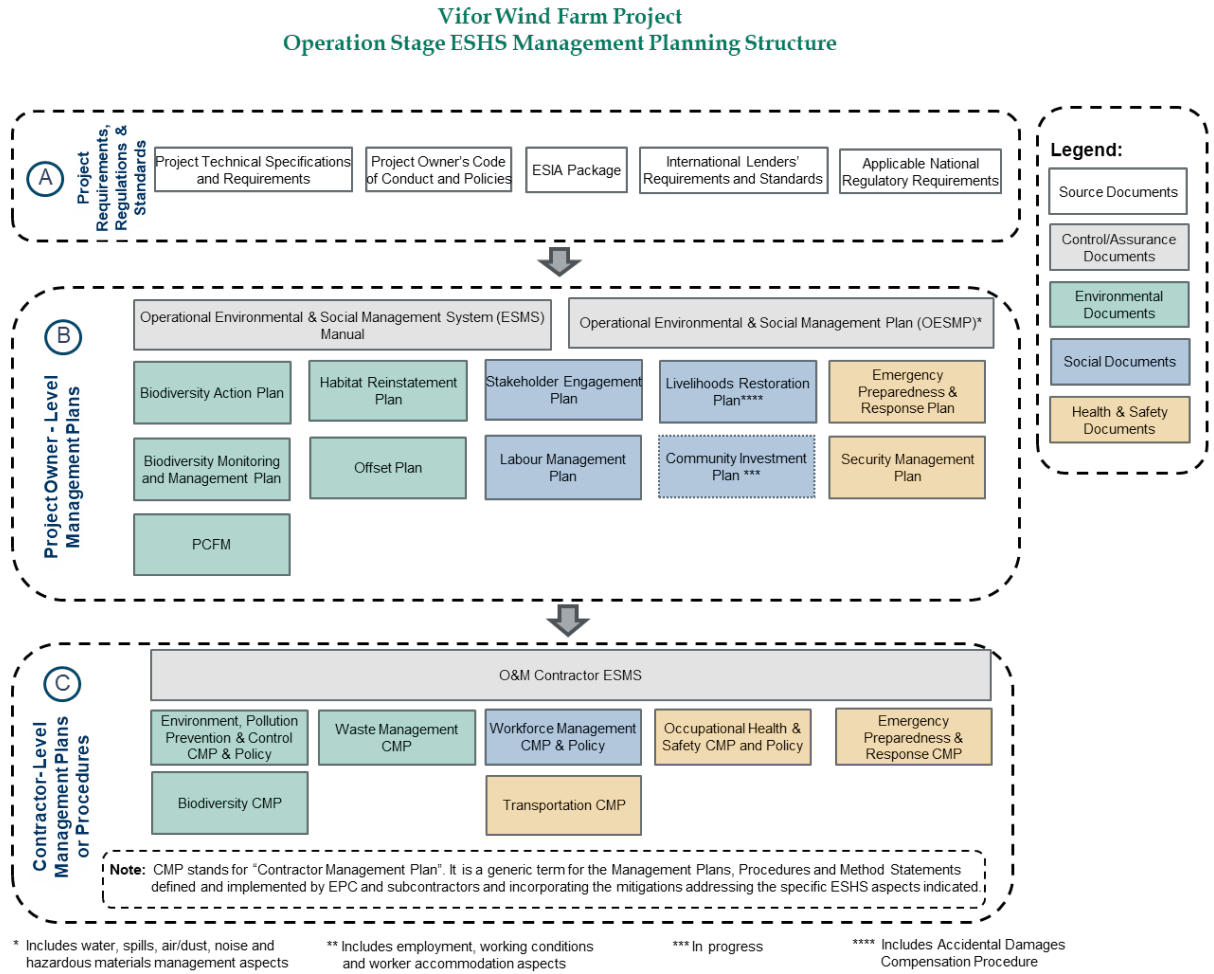 Vifor Wind Farm Project
Operation Stage ESHS Management Planning Structure
A
Project
Requirements,
Regulations &
Standards
Project Technical Specifications
and Requirements
Project Owner's Code
of Conduct and Policies
ESIA Package
International Lenders'
Requirements and Standards
Applicable National
Regulatory Requirements
Legend:
Source Documents
Control/Assurance
Documents
Environmental
Documents
Social Documents
Health & Safety
Documents
B
Project Owner - Level
Management Plans
Operational Environmental & Social Management System (ESMS)
Manual
Operational Environmental & Social Management Plan (OESMP)*
Biodiversity Action Plan
Habitat Reinstatement
Plan
Stakeholder Engagement
Plan
Livelihoods Restoration
Plan****
Emergency
Preparedness &
Response Plan
Biodiversity Monitoring
and Management Plan
Offset Plan
Labour Management
Plan
Community Investment
Plan ***
Security Management
Plan
PCFM
C
Contractor-Level
Management Plans
or Procedures
O&M Contractor ESMS
Environment, Pollution
Prevention & Control
CMP & Policy
Waste Management
CMP
Workforce Management
CMP & Policy
Occupational Health &
Safety CMP and Policy
Emergency
Preparedness &
Response CMP
Biodiversity CMP
Transportation CMP
Note: CMP stands for "Contractor Management Plan". It is a generic term for the Management Plans, Procedures and Method Statements
defined and implemented by EPC and subcontractors and incorporating the mitigations addressing the specific ESHS aspects indicated.
* Includes water, spills, air/dust, noise and
hazardous materials management aspects
** Includes employment, working conditions
and worker accommodation aspects
*** In progress
**** Includes Accidental Damages
Compensation Procedure